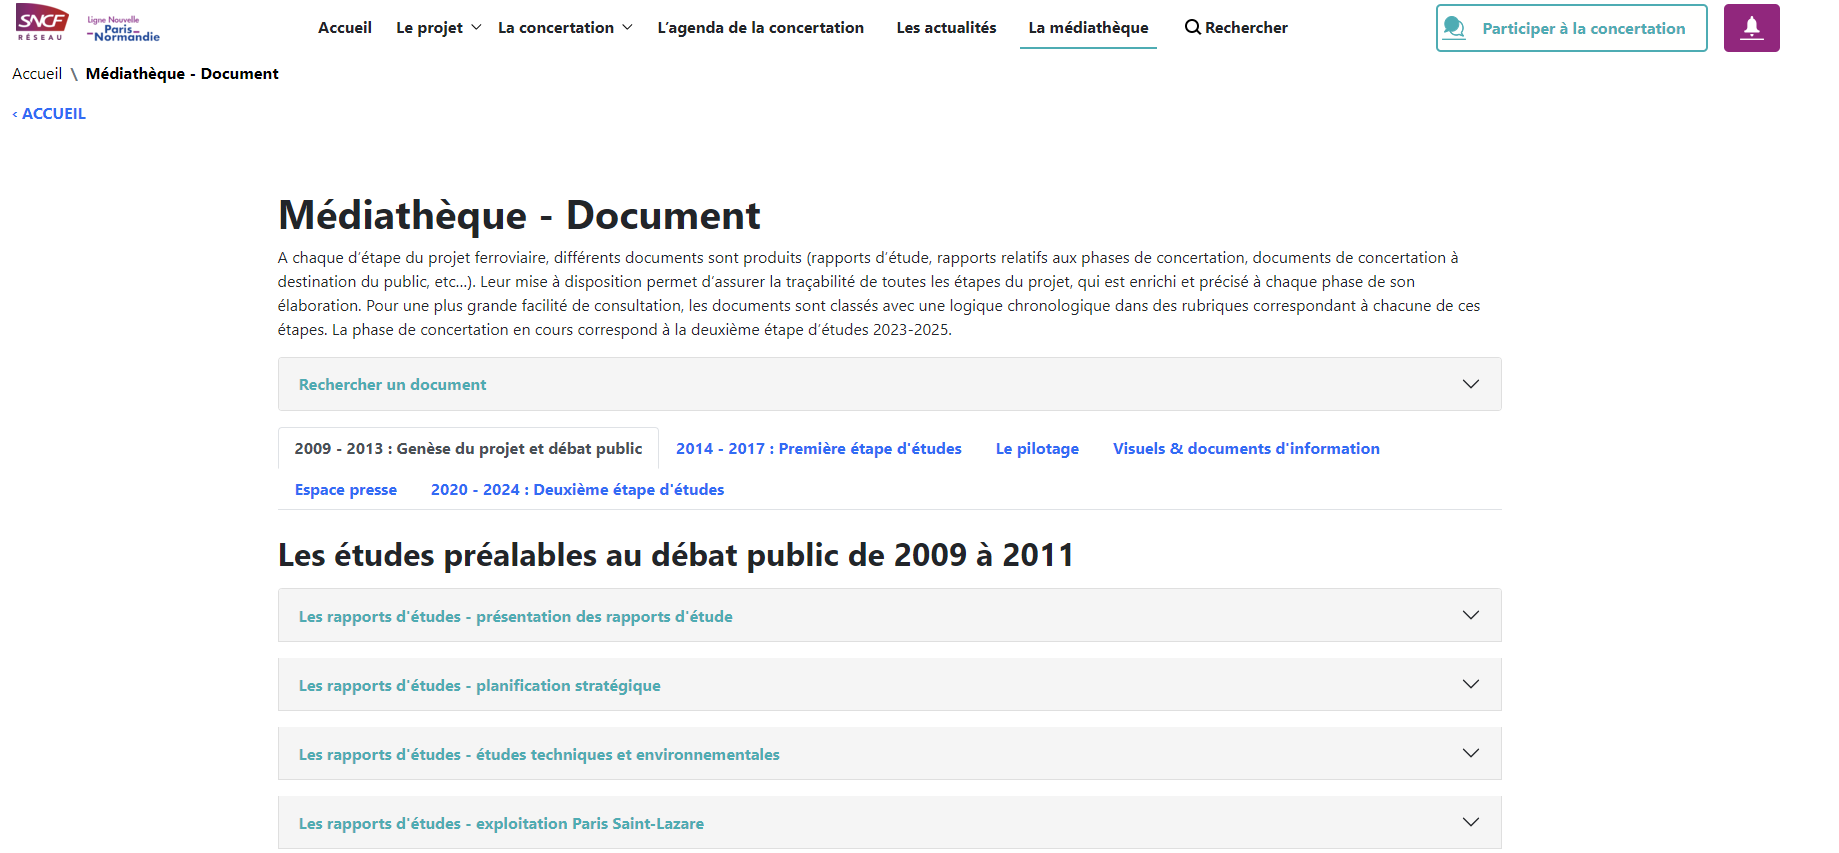 SNCF
RÉSEAU
Ligne Nouvelle
Paris
Normandie
Accueil
Le projet
La concertation
L’agenda de la concertation
Les actualités
La médiathèque
Rechercher
Participer à la concertation
Accueil \ Médiathèque - Document
‹ ACCUEIL
Médiathèque - Document
A chaque d’étape du projet ferroviaire, différents documents sont produits (rapports d’étude, rapports relatifs aux phases de concertation, documents de concertation à
destination du public, etc…). Leur mise à disposition permet d’assurer la traçabilité de toutes les étapes du projet, qui est enrichi et précisé à chaque phase de son
élaboration. Pour une plus grande facilité de consultation, les documents sont classés avec une logique chronologique dans des rubriques correspondant à chacune de ces
étapes. La phase de concertation en cours correspond à la deuxième étape d’études 2023-2025.
Rechercher un document
2009 - 2013 : Genèse du projet et débat public
2014 - 2017 : Première étape d'études
Le pilotage
Visuels & documents d'information
Espace presse
2020 - 2024 : Deuxième étape d'études
Les études préalables au débat public de 2009 à 2011
Les rapports d'études - présentation des rapports d'étude
Les rapports d'études - planification stratégique
Les rapports d'études - études techniques et environnementales
Les rapports d'études - exploitation Paris Saint-Lazare